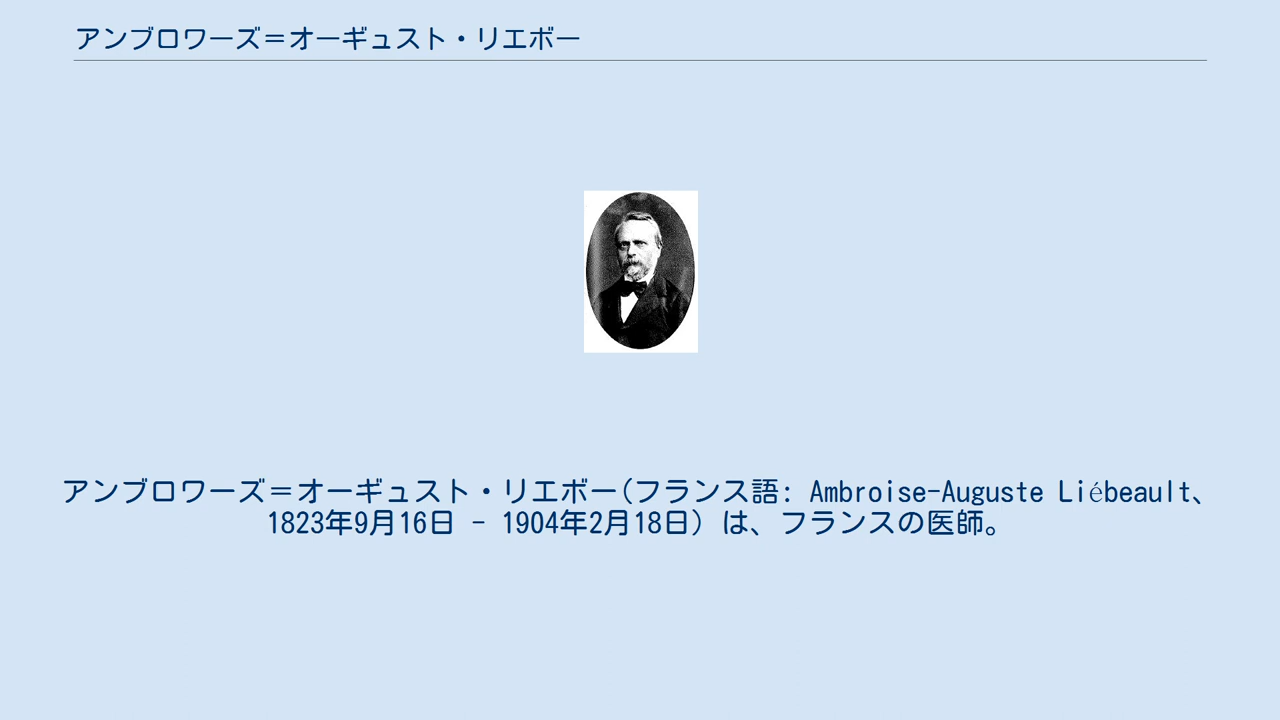 アンブロワーズ＝オーギュスト・リエボー
アンブロワーズ＝オーギュスト・リエボー(フランス語: Ambroise-Auguste Liébeault、
1823年9月16日 - 1904年2月18日) は、フランスの医師。